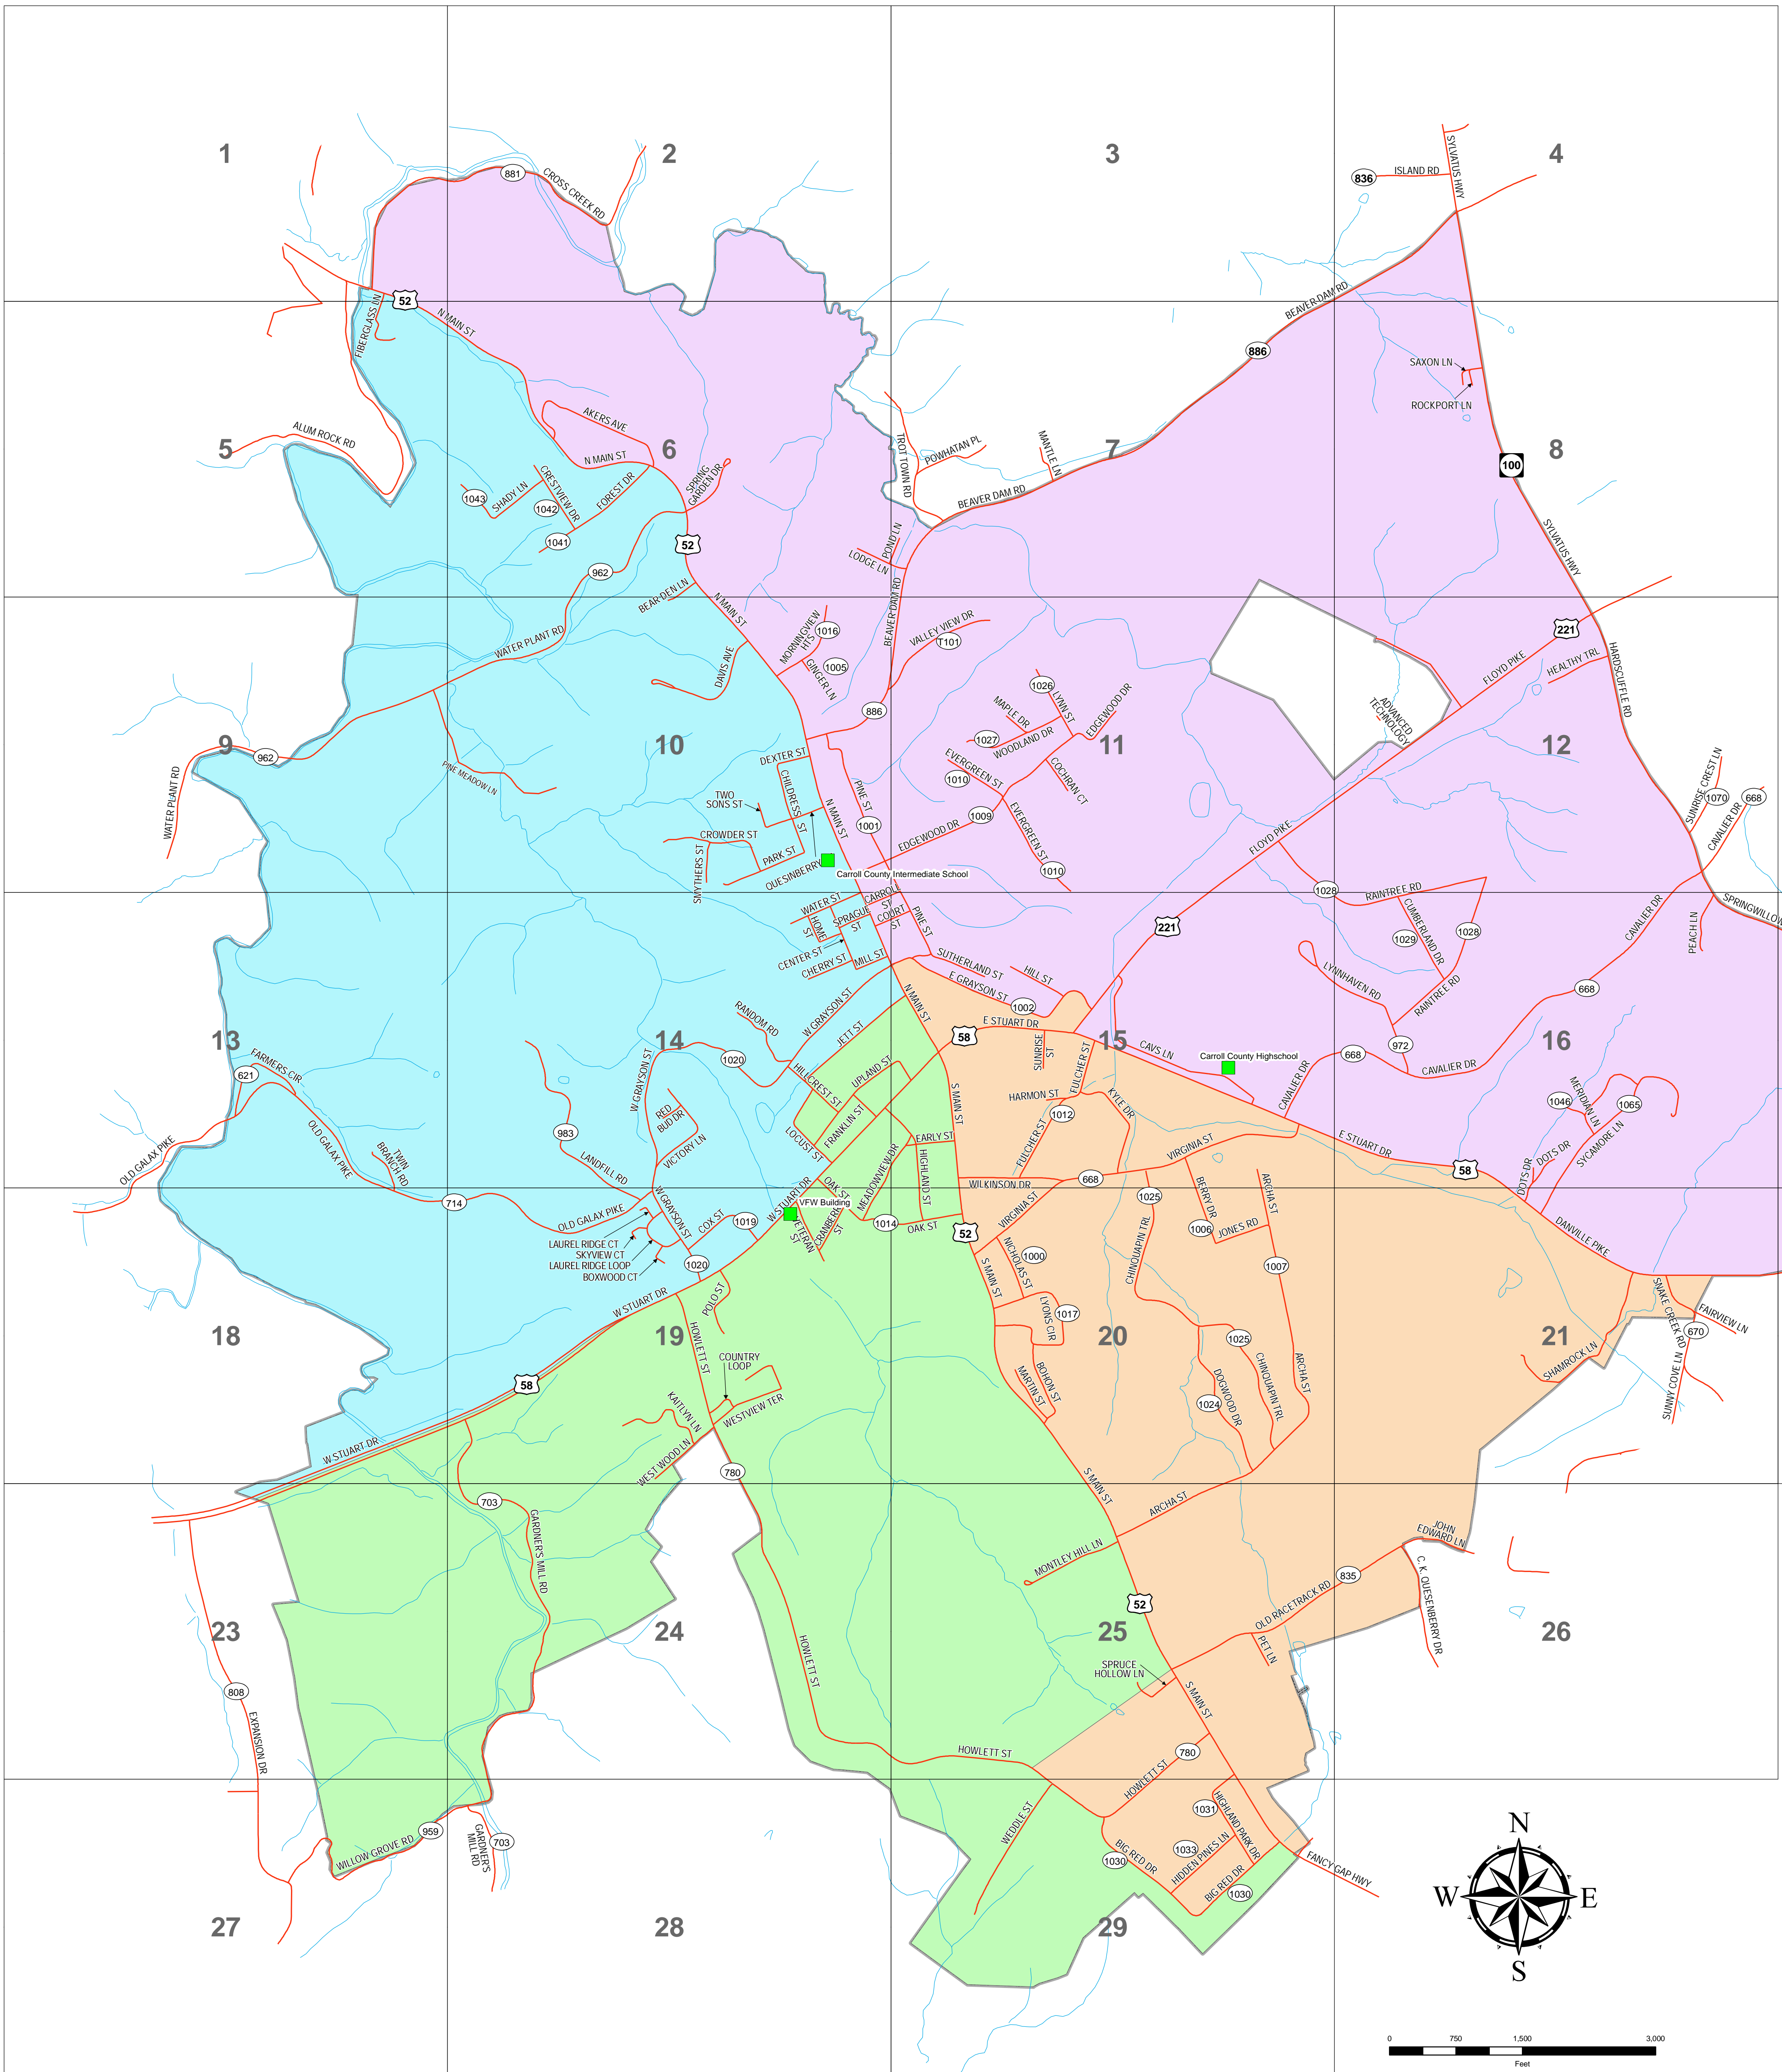 1
2
3
4
881
CROSS CREEK RD
836
ISLAND RD
SYLVATUS HWY
52
N MAIN ST
FIBERGLASS LN
BEAVER DAM RD
886
SAXON LN
ROCKPORT LN
5
ALUM ROCK RD
AKERS AVE
N MAIN ST
6
SPRING
GARDEN DR
TROT TOWN RD
POWHATAN PL
MANTLE LN
7
100
8
1043
SHADY LN
CRESTVIEW DR
1042
FOREST DR
1041
BEAVER DAM RD
SYLVATUS HWY
52
962
LODGE LN
POND LN
BEAR DEN LN
N MAIN ST
BEAVER DAM RD
WATER PLANT RD
DAVIS AVE
MORNINGVIEW
HTS
1016
GINGER LN
1005
VALLEY VIEW DR
T101
221
FLOYD PIKE
HEALTHY TRL
HARDSCUFFLE RD
1026
LYNN ST
EDGEWOOD DR
MAPLE DR
886
1027
WOODLAND DR
ADVANCED
TECHNOLOGY
9
962
WATER PLANT RD
PINE MEADOW LN
10
DEXTER ST
CHILDRESS ST
TWO
SONS ST
N MAIN ST
PINE ST
1001
EVERGREEN ST
1010
COCHRAN CT
11
12
SUNRISE CREST LN
1070
668
CAVALIER DR
1009
EDGEWOOD DR
EVERGREEN ST
1010
FLOYD PIKE
CROWDER ST
SMYTHERS ST
PARK ST
QUESINBERRY
Carroll County Intermediate School
1028
RAINTREE RD
SPRINGWILLOW
WATER ST
CARROLL
ST
HOME
ST
SPRAGUE
ST
COURT
ST
PINE ST
CENTER ST
CHERRY ST
MILL ST
221
CUMBERLAND DR
1029
1028
CAVALIER DR
PEACH LN
SUTHERLAND ST
HILL ST
E GRAYSON ST
1002
LYNNHAVEN RD
RAINTREE RD
668
RANDOM RD
W GRAYSON ST
N MAIN ST
JETT ST
58
E STUART DR
13
14
15
16
FARMERS CIR
621
1020
W GRAYSON ST
HILLCREST ST
UPLAND ST
SUNRISE
ST
CAVS LN
Carroll County Highschool
668
972
CAVALIER DR
CAVALIER DR
S MAIN ST
HARMON ST
FULCHER ST
1012
KYLE DR
1046
MERIDIAN LN
1065
OLD GALAX PIKE
OLD GALAX PIKE
983
RED
BUD DR
LOCUST ST
FRANKLIN ST
EARLY ST
VIRGINIA ST
E STUART DR
DOTS DR
SYCAMORE LN
TWIN
BRANCH RD
LANDFILL RD
VICTORY LN
MEADOWVIEW DR
HIGHLAND ST
FULCHER ST
58
DOTS DR
714
OAK ST
WILKINSON DR
668
1025
BERRY DR
ARCHA ST
W GRAYSON ST
COX ST
1019
W STUART DR
VFW Building
VETERAN
ST
1014
OAK ST
52
VIRGINIA ST
1006
JONES RD
DANVILLE PIKE
OLD GALAX PIKE
LAUREL RIDGE CT
SKYVIEW CT
LAUREL RIDGE LOOP
BOXWOOD CT
1020
W STUART DR
POLO ST
S MAIN ST
NICHOLAS ST
1000
CHINQUAPIN TRL
1007
LYONS CIR
1017
SNAKE CREEK RD
FAIRVIEW LN
670
18
19
HOWLETT ST
20
1025
21
COUNTRY
LOOP
58
KAITLYN LN
WESTVIEW TER
MARTIN ST
BOHON ST
CHINQUAPIN TRL
ARCHA ST
SHAMROCK LN
DOGWOOD DR
1024
SUNNY COVE LN
W STUART DR
WEST WOOD LN
780
S MAIN ST
703
GARDNER'S MILL RD
ARCHA ST
JOHN
EDWARD LN
MONTLEY HILL LN
C. K. QUESENBERRY DR
835
OLD RACETRACK RD
52
23
24
25
26
HOWLETT ST
PET LN
SPRUCE
HOLLOW LN
808
S MAIN ST
EXPANSION DR
HOWLETT ST
780
HOWLETT ST
WEDDLE ST
1031
HIGHLAND PARK DR
959
WILLOW GROVE RD
GARDNER'S
MILL RD
703
BIG RED DR
1033
1030
HIDDEN PINES LN
FANCY GAP HWY
BIG RED DR
1030
27
28
29
N
W
E
S
0
750
1,500
3,000
Feet